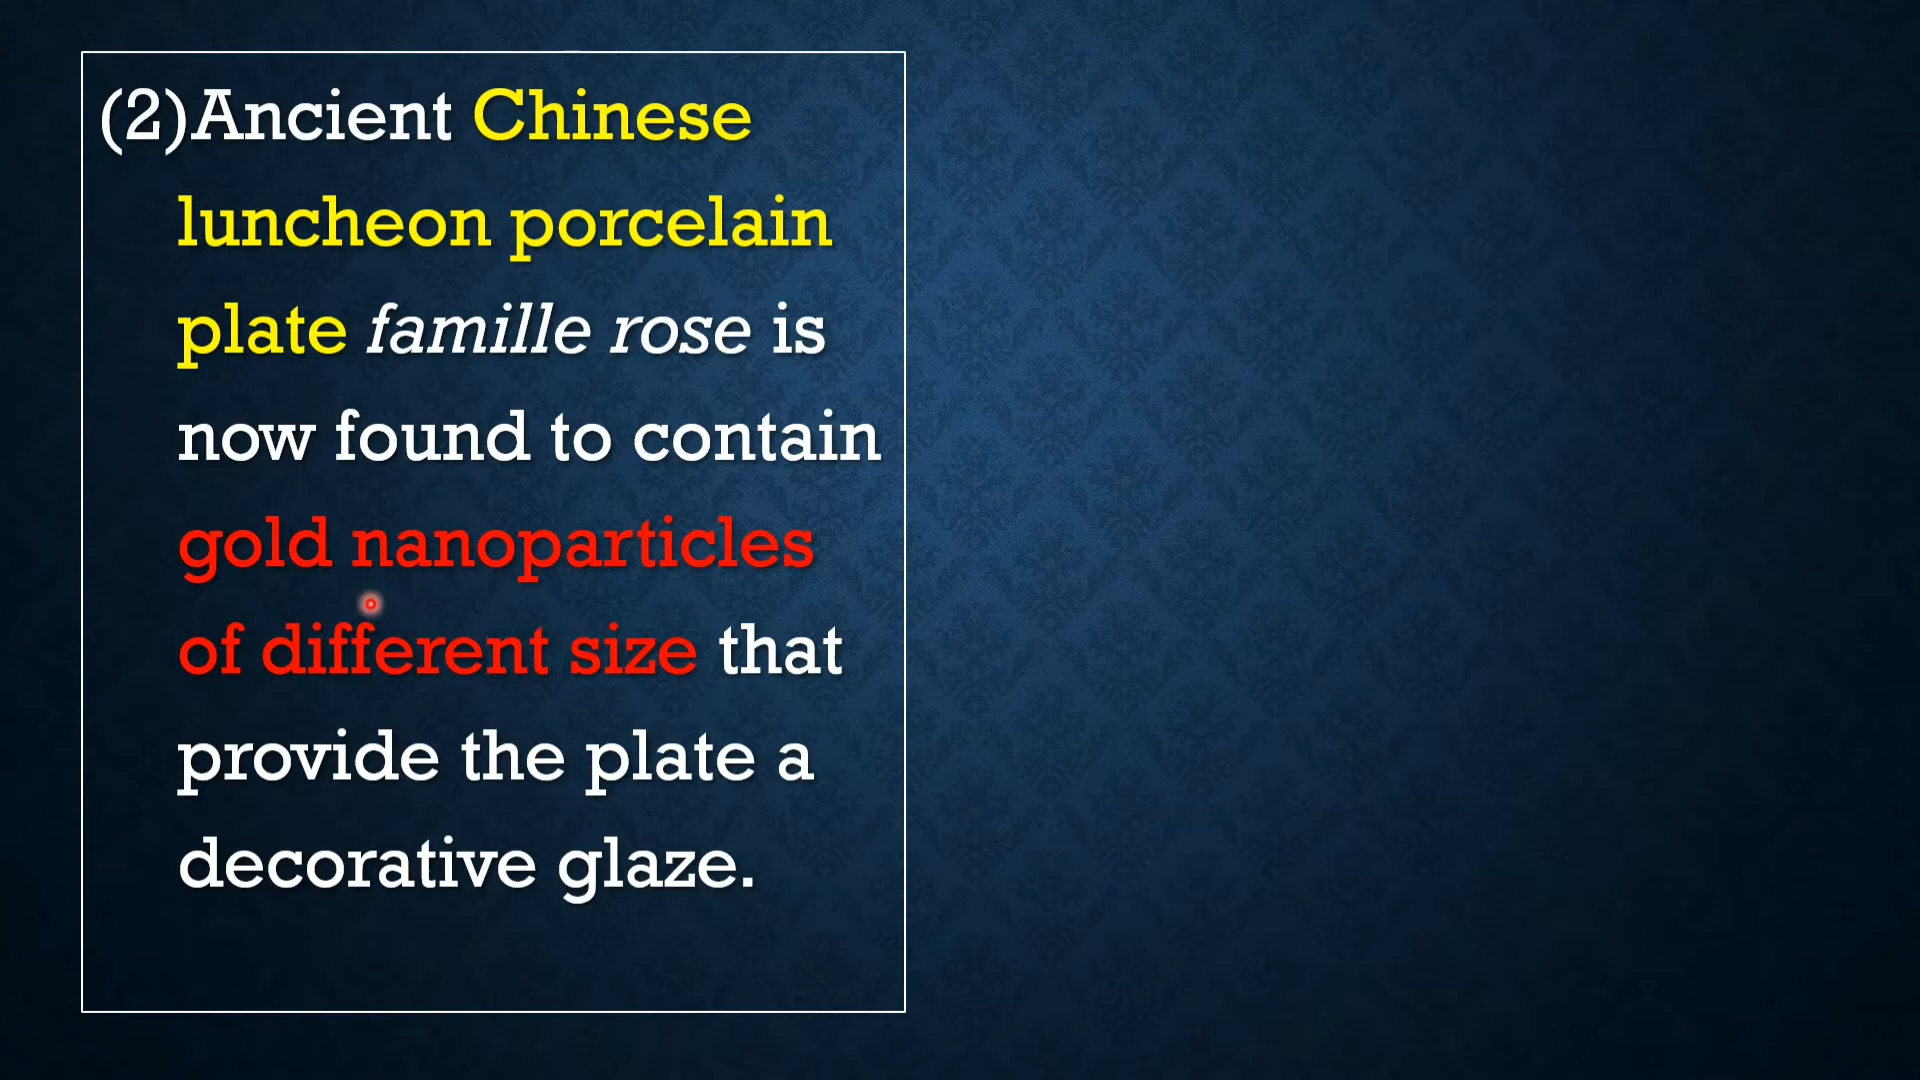 (2)Ancient Chinese
luncheon porcelain
plate famille rose is
now found to contain
gold nanoparticles
of different size that
provide the plate a
decorative glaze.